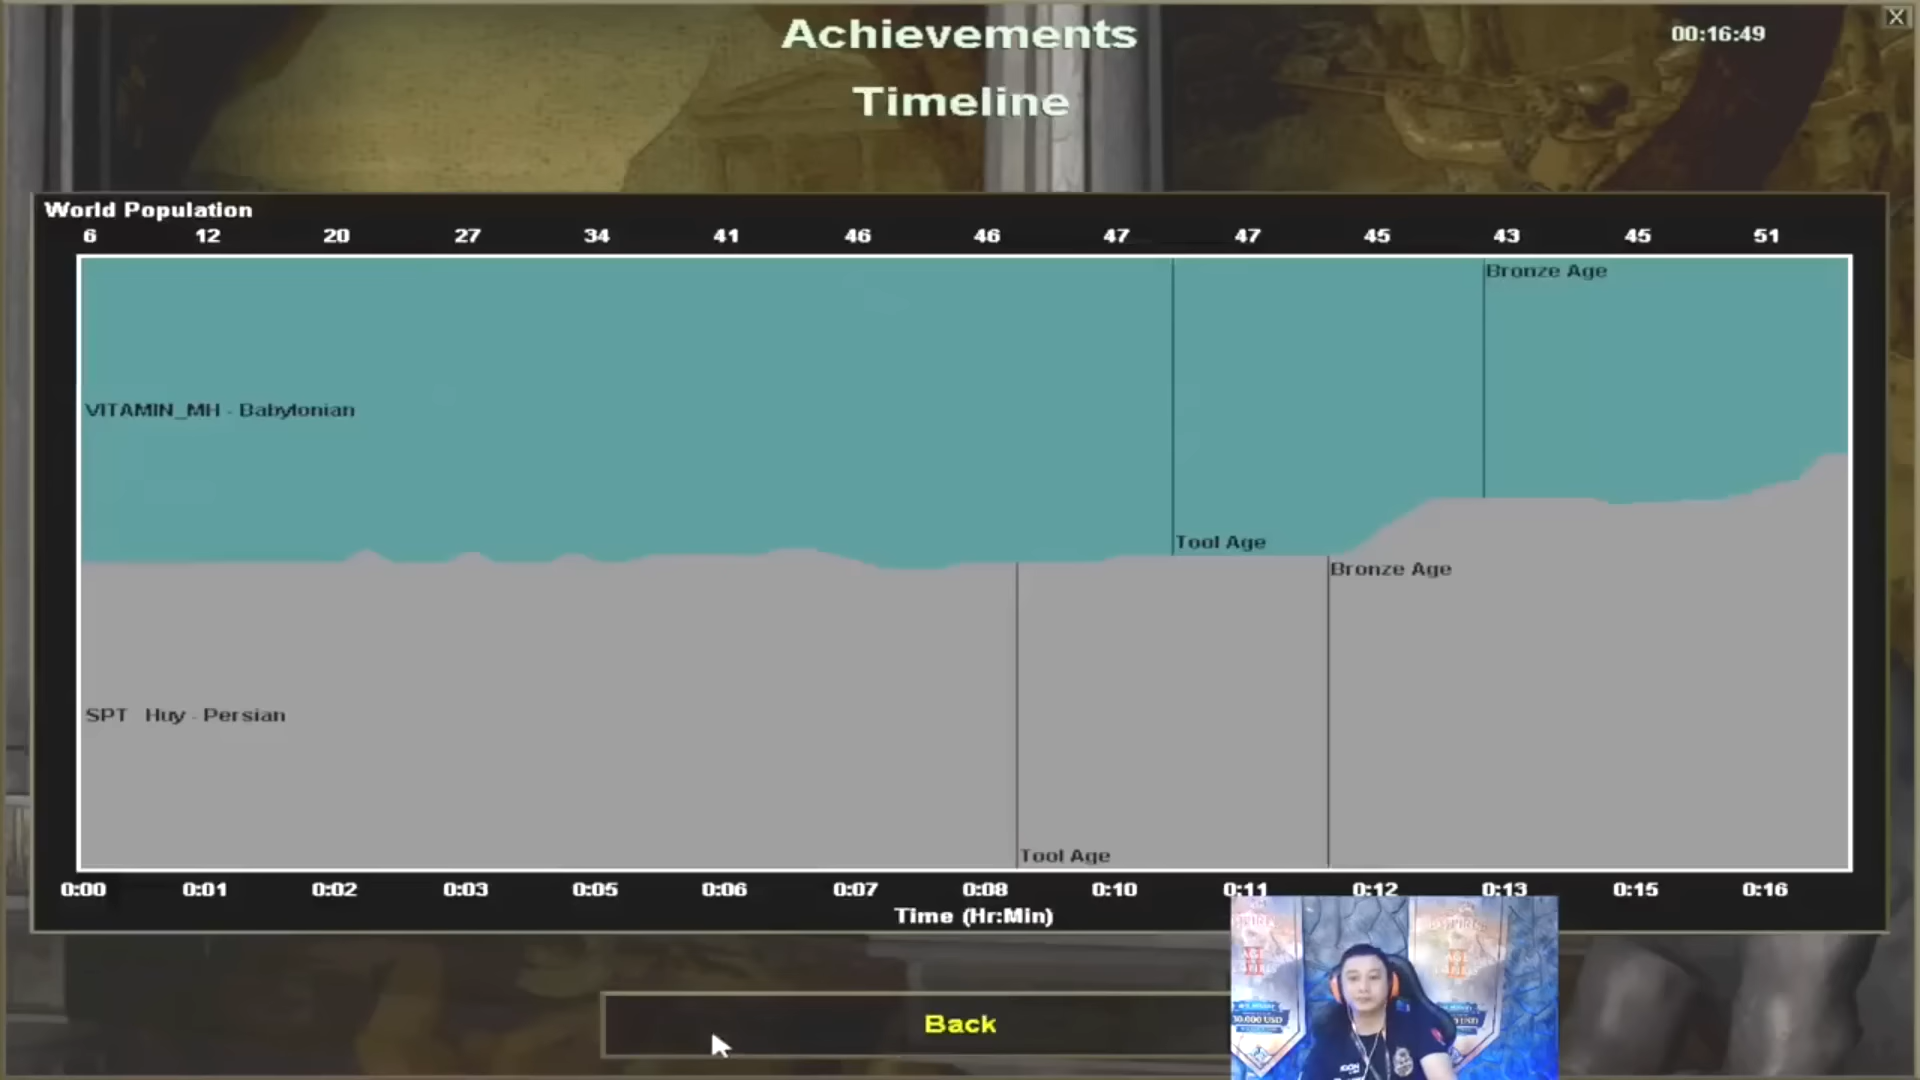 Achievements
00:16:49
Timeline
World Population
6 12 20 27 34 41 46 46 47 47 45 43 45 51
Bronze Age
VITAMIN_MH - Babylonian
Tool Age
Bronze Age
SPT Huy - Persian
Tool Age
0:00 0:01 0:02 0:03 0:05 0:06 0:07 0:08 0:10 0:11 0:12 0:13 0:15 0:16
Time (Hr:Min)
Back